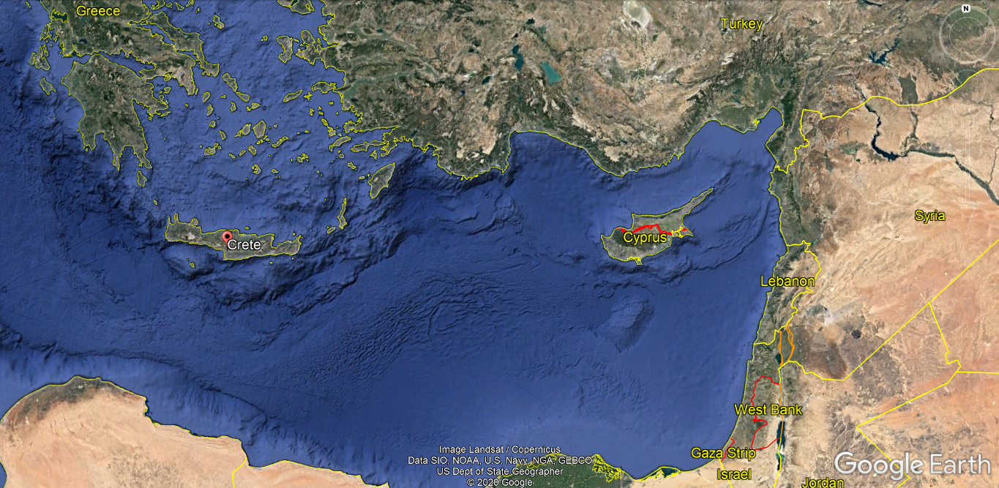 Greece
N
Turkey
Syria
Cyprus
Crete
Lebanon
West Bank
Gaza Strip
Israel
Jordan
Image Landsat / Copernicus
Data SIO, NOAA, U.S. Navy, NGA, GEBCO
US Dept of State Geographer
© 2020 Google
Google Earth